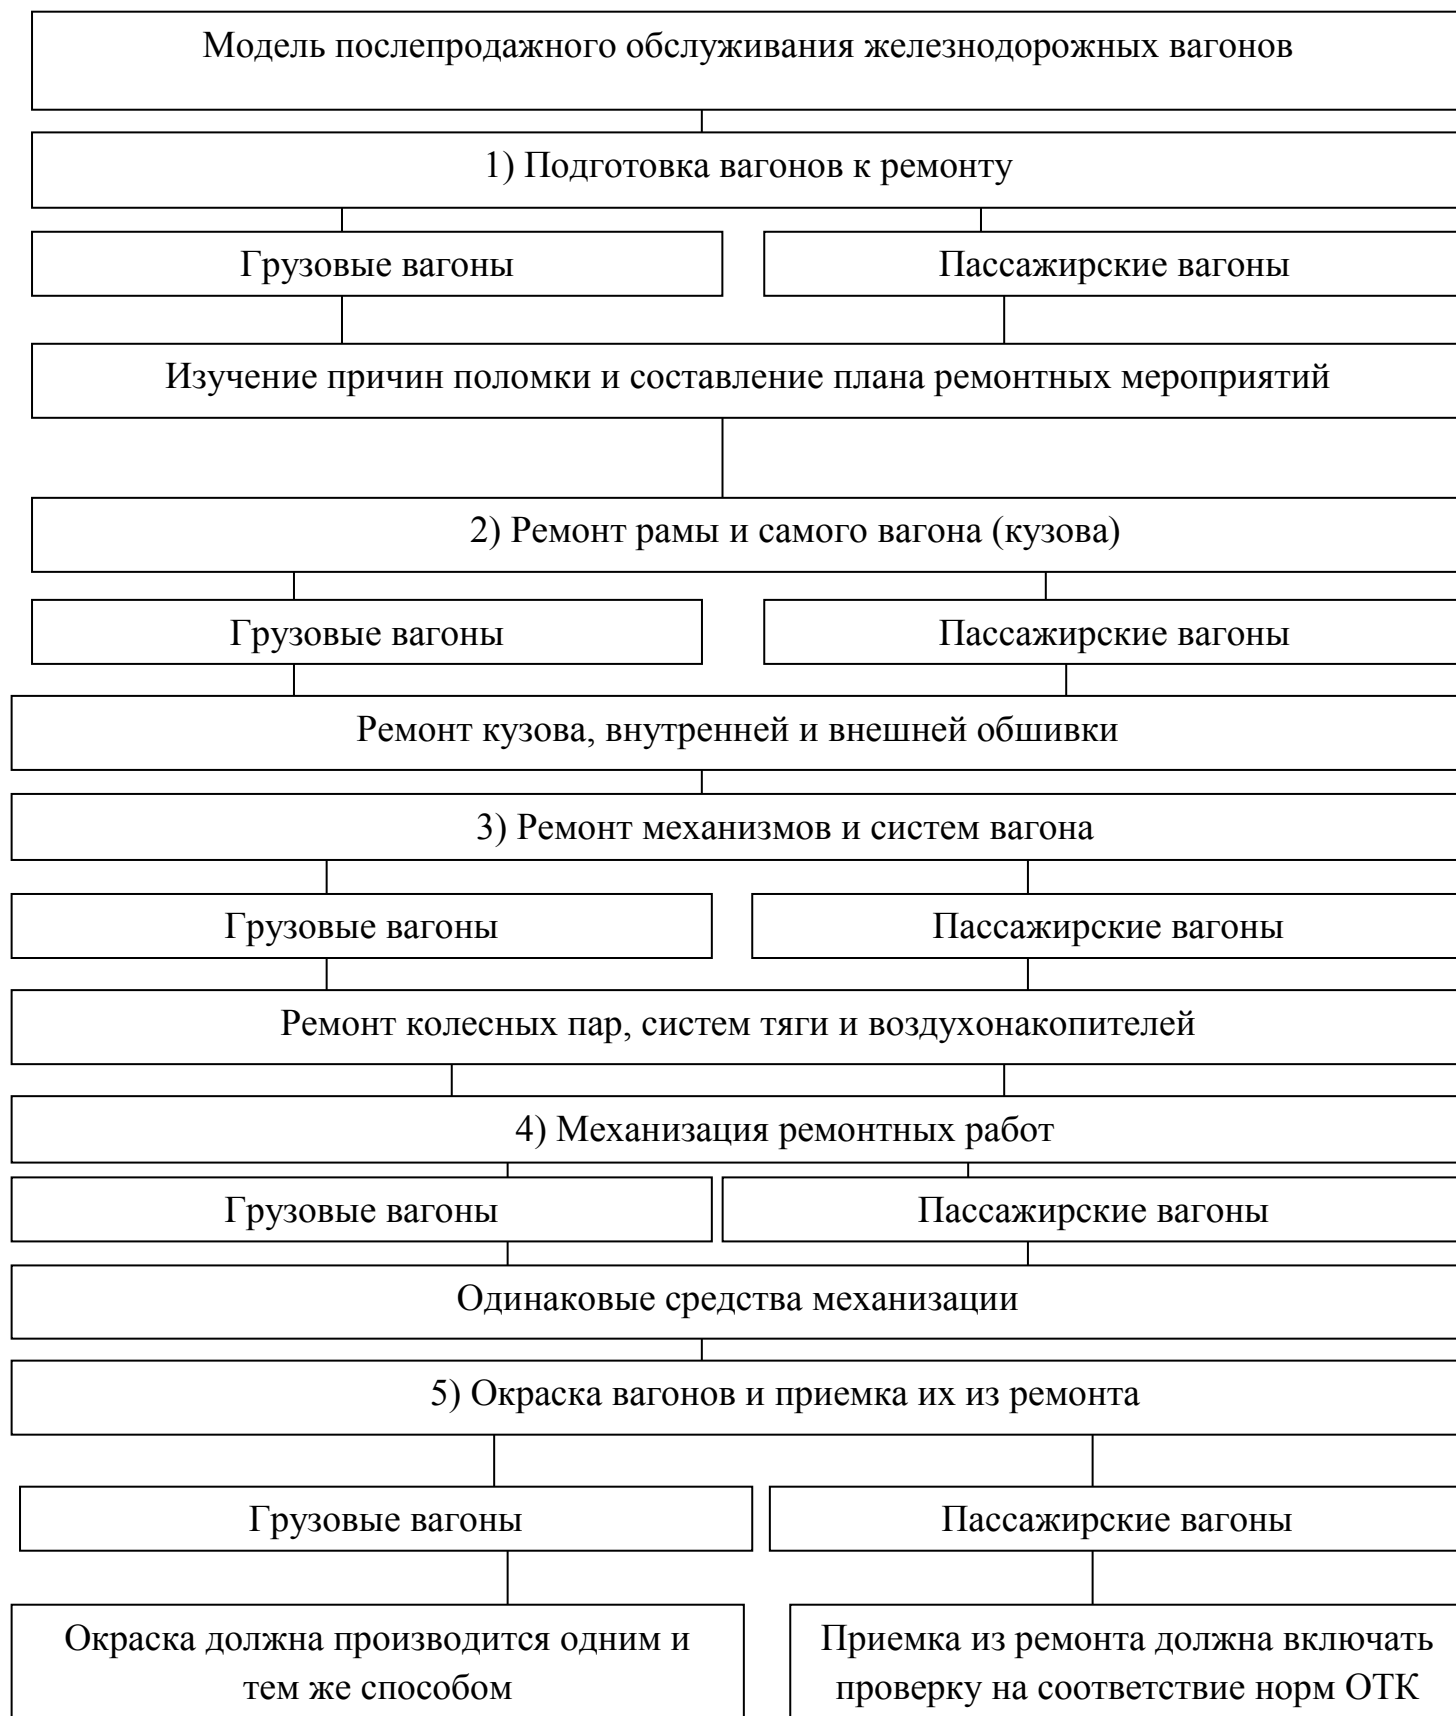 Модель послепродажного обслуживания железнодорожных вагонов
1) Подготовка вагонов к ремонту
Грузовые вагоны
Пассажирские вагоны
Изучение причин поломки и составление плана ремонтных мероприятий
2) Ремонт рамы и самого вагона (кузова)
Грузовые вагоны
Пассажирские вагоны
Ремонт кузова, внутренней и внешней обшивки
3) Ремонт механизмов и систем вагона
Грузовые вагоны
Пассажирские вагоны
Ремонт колесных пар, систем тяги и воздухонакопителей
4) Механизация ремонтных работ
Грузовые вагоны
Пассажирские вагоны
Одинаковые средства механизации
5) Окраска вагонов и приемка их из ремонта
Грузовые вагоны
Пассажирские вагоны
Окраска должна производится одним и
тем же способом
Приемка из ремонта должна включать
проверку на соответствие норм ОТК